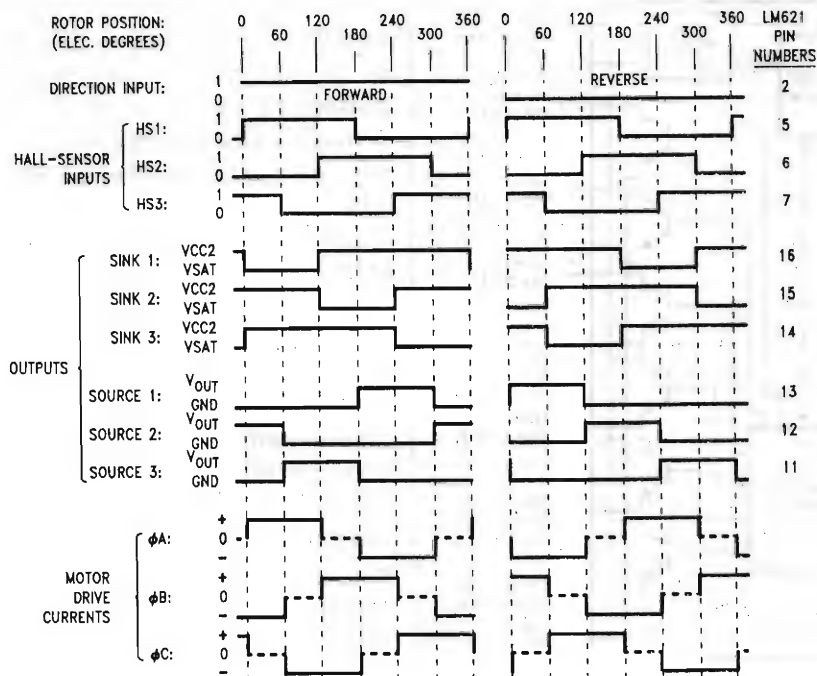 ROTOR POSITION: 0 120 240 360 0 120 240 360 LM621
(ELEC. DEGREES) 60 180 300 60 180 300 PIN
NUMBERS
DIRECTION INPUT: 1 0 FORWARD REVERSE 2
HALL-SENSOR INPUTS
HS1: 1 0 5
HS2: 1 0 6
HS3: 1 0 7
OUTPUTS
SINK 1: VCC2 VSAT 16
SINK 2: VCC2 VSAT 15
SINK 3: VCC2 VSAT 14
SOURCE 1: VOUT GND 13
SOURCE 2: VOUT GND 12
SOURCE 3: VOUT GND 11
MOTOR DRIVE CURRENTS
ϕA: + 0 −
ϕB: + 0 −
ϕC: + 0 −